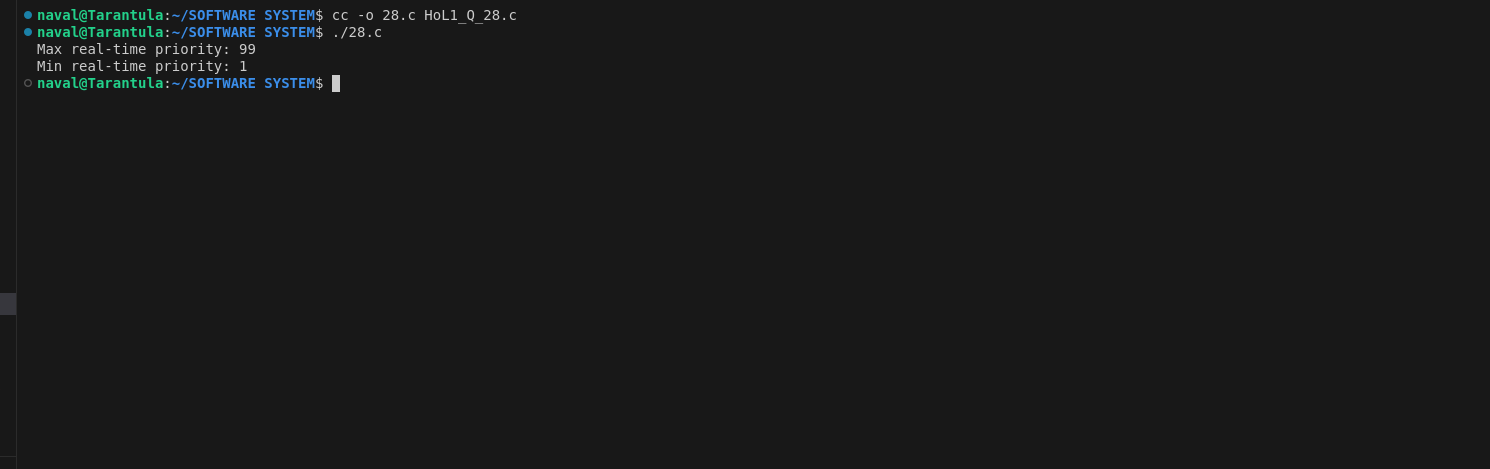 naval@Tarantula:~/SOFTWARE SYSTEM$ cc -o 28.c HoL1_Q_28.c
naval@Tarantula:~/SOFTWARE SYSTEM$ ./28.c
Max real-time priority: 99
Min real-time priority: 1
naval@Tarantula:~/SOFTWARE SYSTEM$